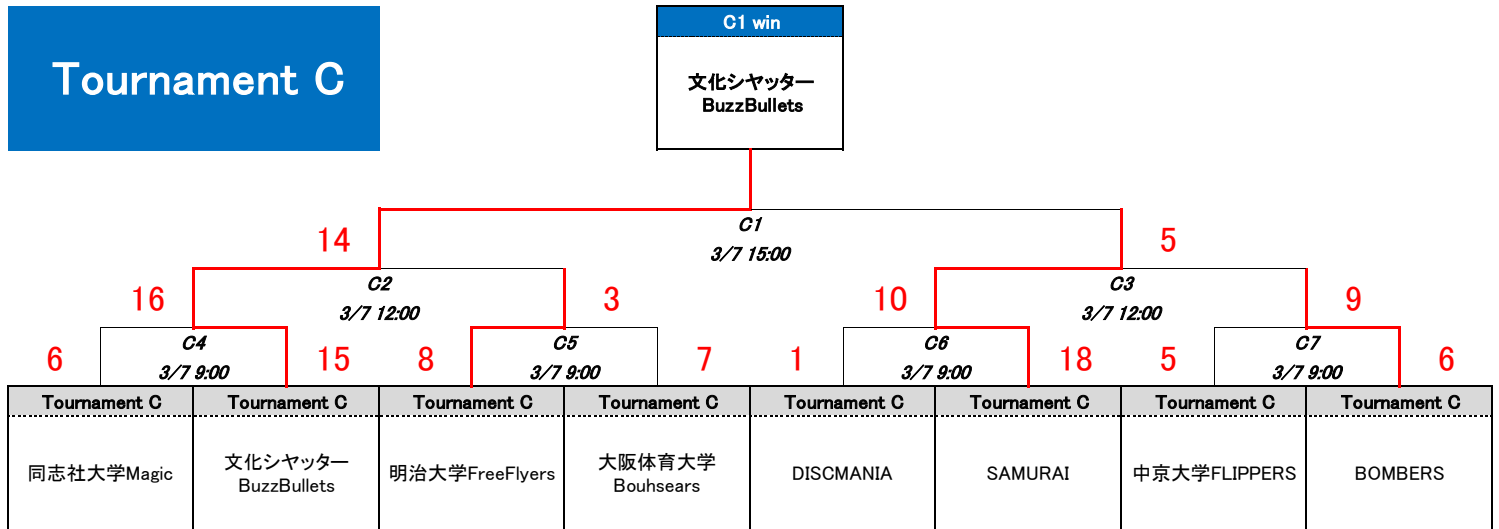 Tournament C
C1 win
文化シヤッター
BuzzBullets
C1
3/7 15:00
14
5
C2
3/7 12:00
C3
3/7 12:00
16
3
10
9
C4
3/7 9:00
C5
3/7 9:00
C6
3/7 9:00
C7
3/7 9:00
6
15
8
7
1
18
5
6
Tournament C
Tournament C
Tournament C
Tournament C
Tournament C
Tournament C
Tournament C
Tournament C
同志社大学Magic
文化シヤッター
BuzzBullets
明治大学FreeFlyers
大阪体育大学
Bouhsears
DISCMANIA
SAMURAI
中京大学FLIPPERS
BOMBERS